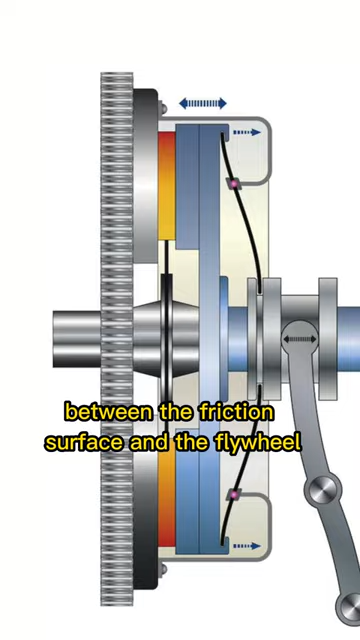 between the friction
surface and the flywheel